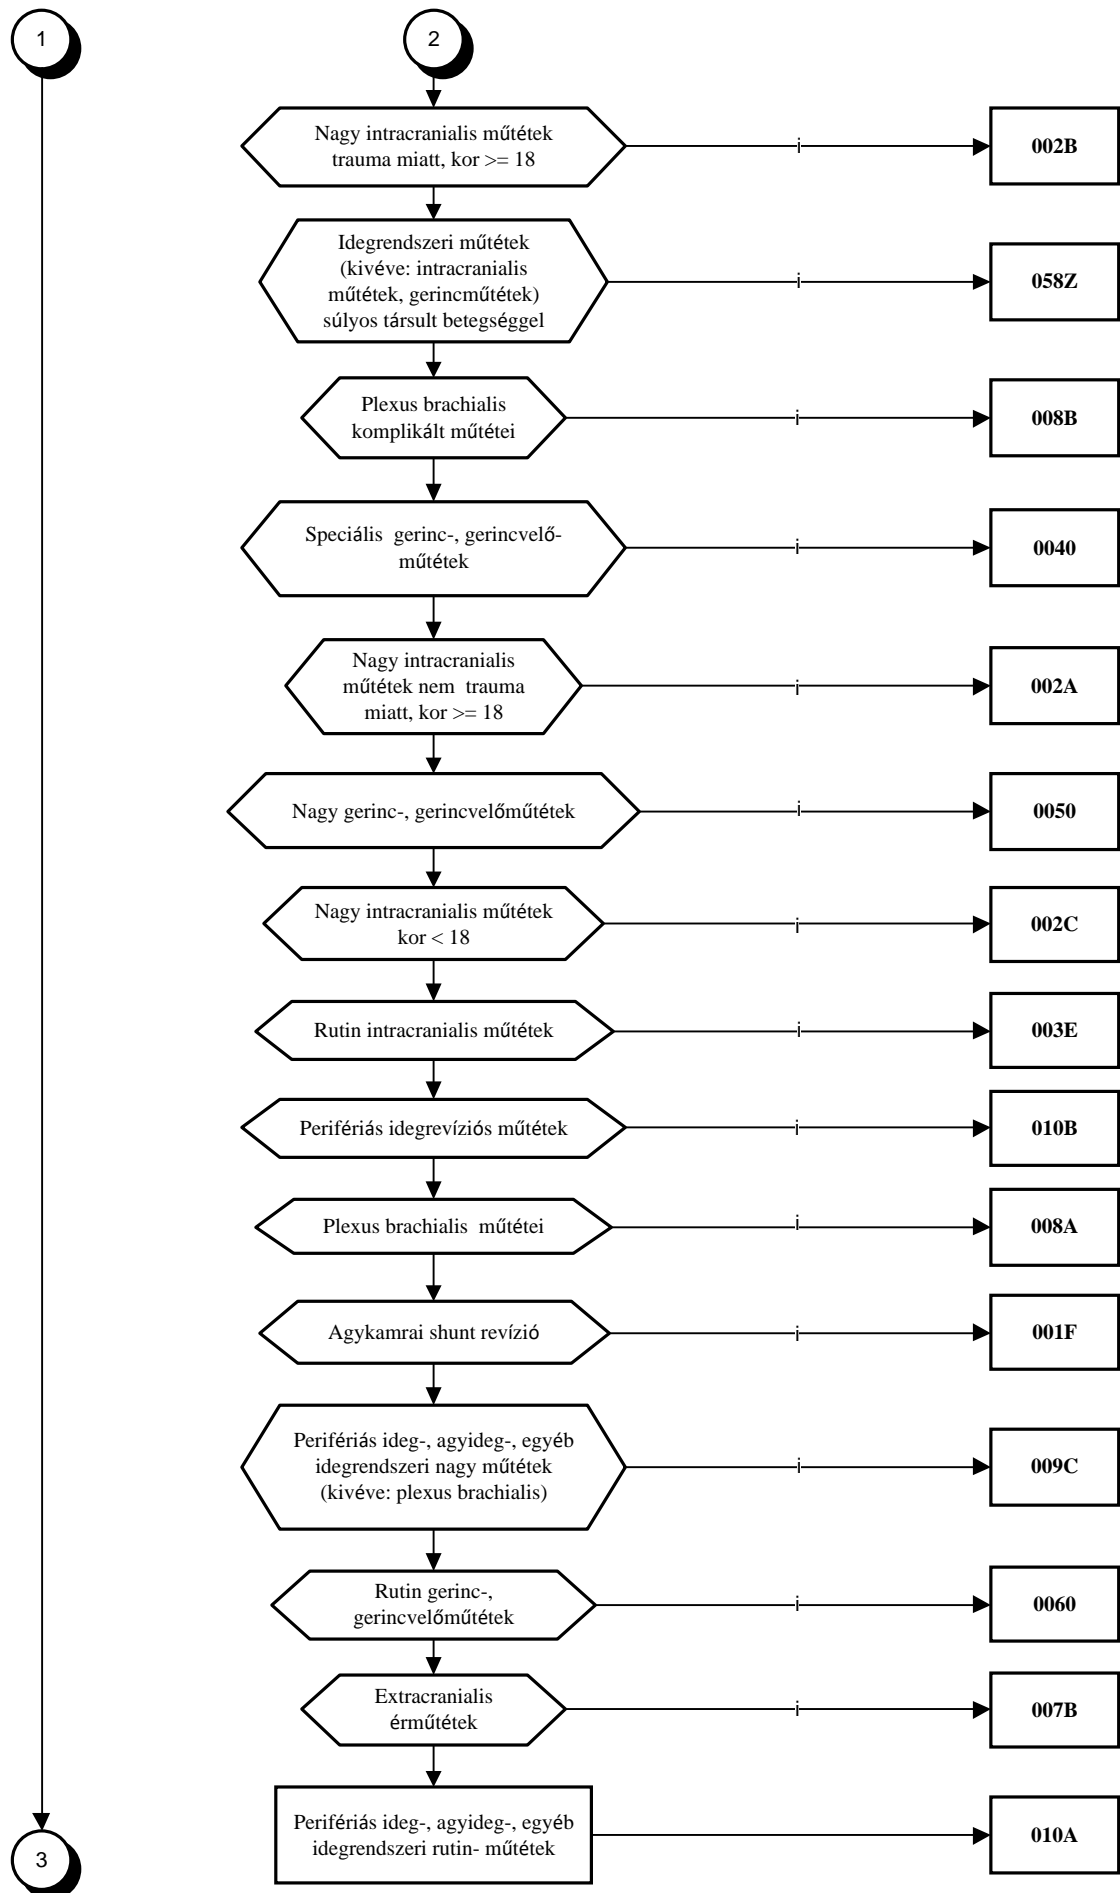 1
2
Nagy intracranialis műtétek
trauma miatt, kor >= 18
i
002B
Idegrendszeri műtétek
(kivéve: intracranialis
műtétek, gerincműtétek)
súlyos társult betegséggel
i
058Z
Plexus brachialis
komplikált műtétei
i
008B
Speciális gerinc-, gerincvelő-
műtétek
i
0040
Nagy intracranialis
műtétek nem trauma
miatt, kor >= 18
i
002A
Nagy gerinc-, gerincvelőműtétek
i
0050
Nagy intracranialis műtétek
kor < 18
i
002C
Rutin intracranialis műtétek
i
003E
Perifériás idegrevíziós műtétek
i
010B
Plexus brachialis műtétei
i
008A
Agykamrai shunt revízió
i
001F
Perifériás ideg-, agyideg-, egyéb
idegrendszeri nagy műtétek
(kivéve: plexus brachialis)
i
009C
Rutin gerinc-,
gerincvelőműtétek
i
0060
Extracranialis
érműtétek
i
007B
Perifériás ideg-, agyideg-, egyéb
idegrendszeri rutin- műtétek
010A
3